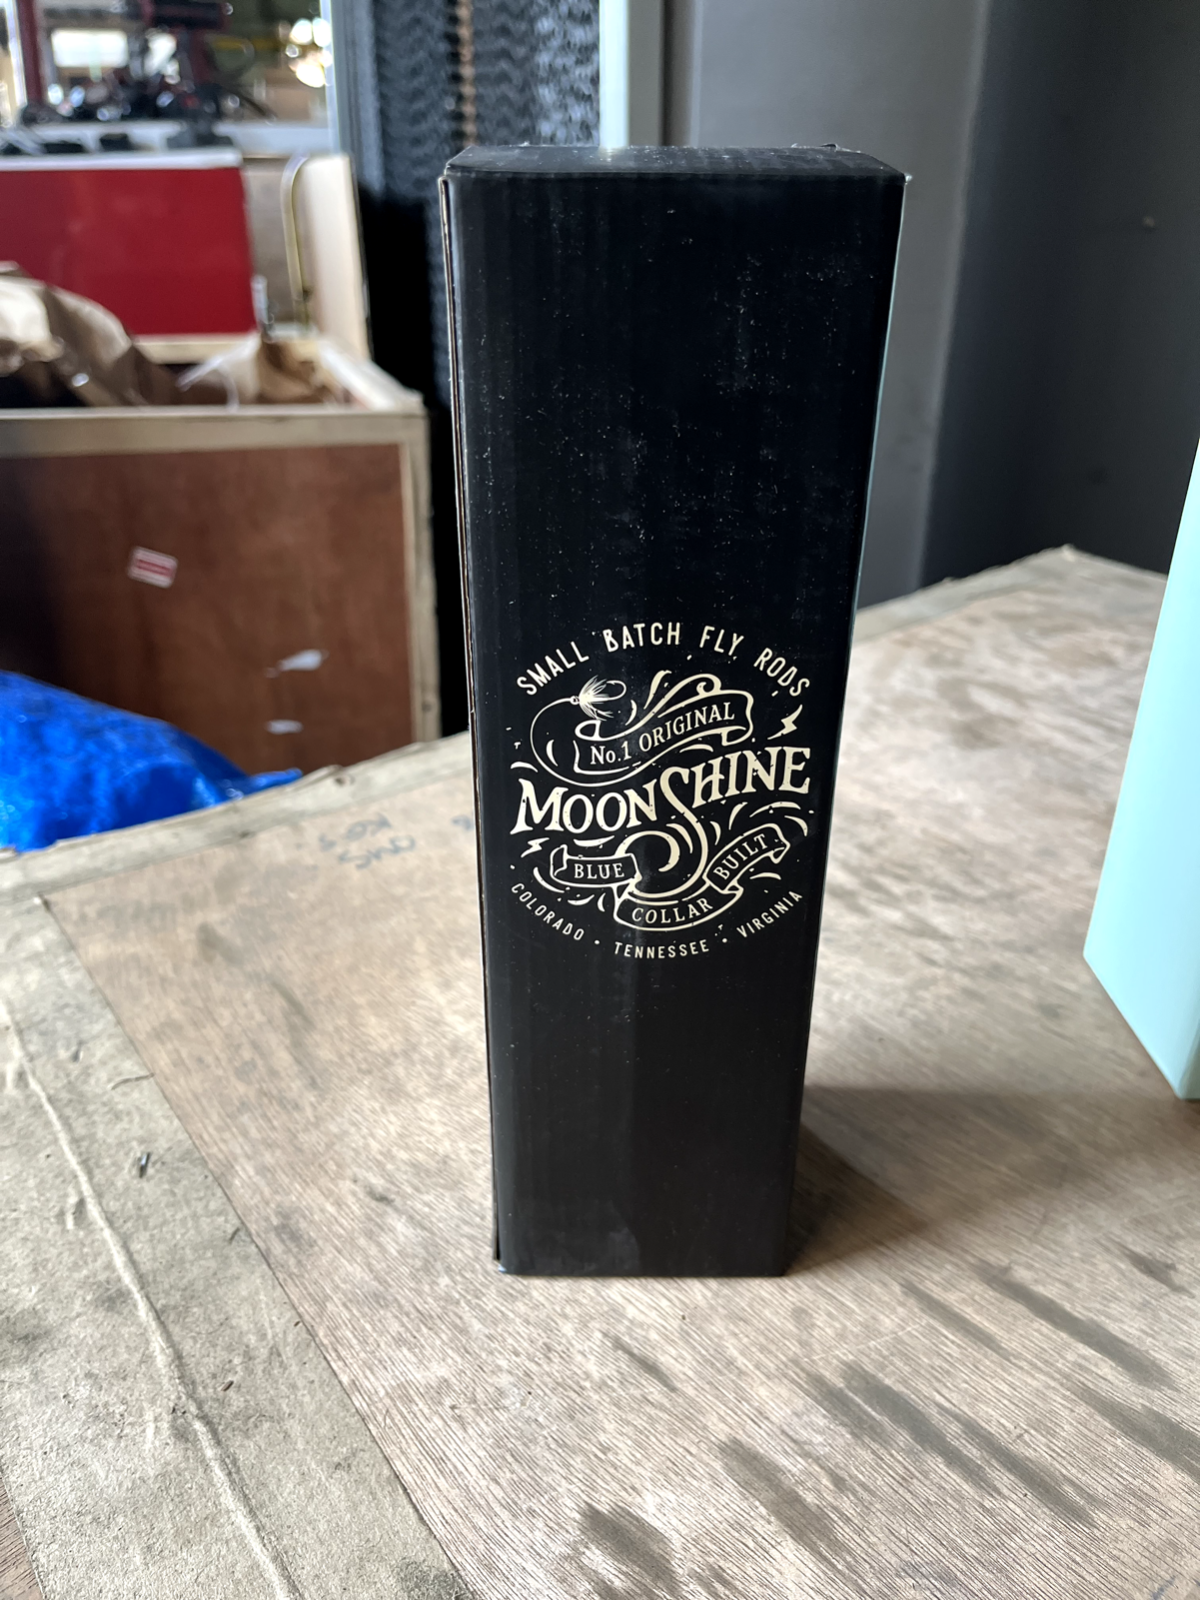 SMALL BATCH FLY RODS
No.1 ORIGINAL
MOONSHINE
BLUE COLLAR BUILT
COLORADO • TENNESSEE • VIRGINIA